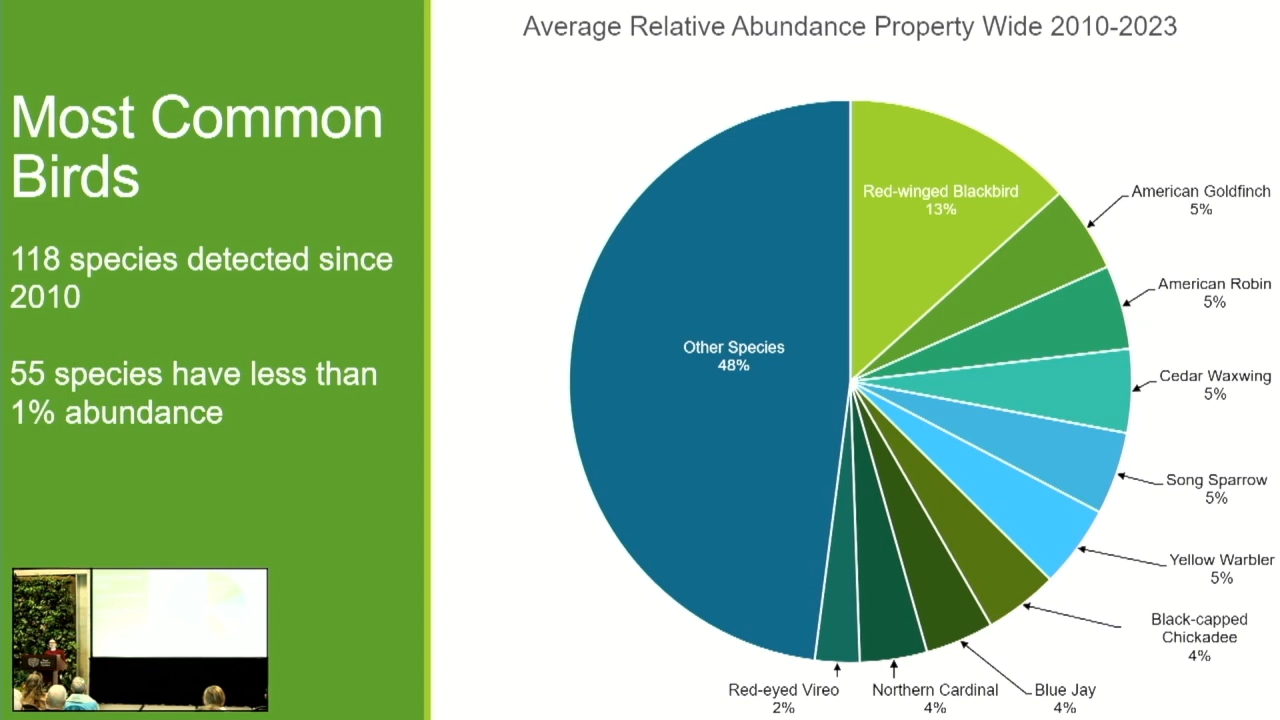 Most Common
Birds
118 species detected since
2010
55 species have less than
1% abundance
Average Relative Abundance Property Wide 2010-2023
Red-winged Blackbird
13%
American Goldfinch
5%
American Robin
5%
Cedar Waxwing
5%
Song Sparrow
5%
Yellow Warbler
5%
Black-capped
Chickadee
4%
Blue Jay
4%
Northern Cardinal
4%
Red-eyed Vireo
2%
Other Species
48%